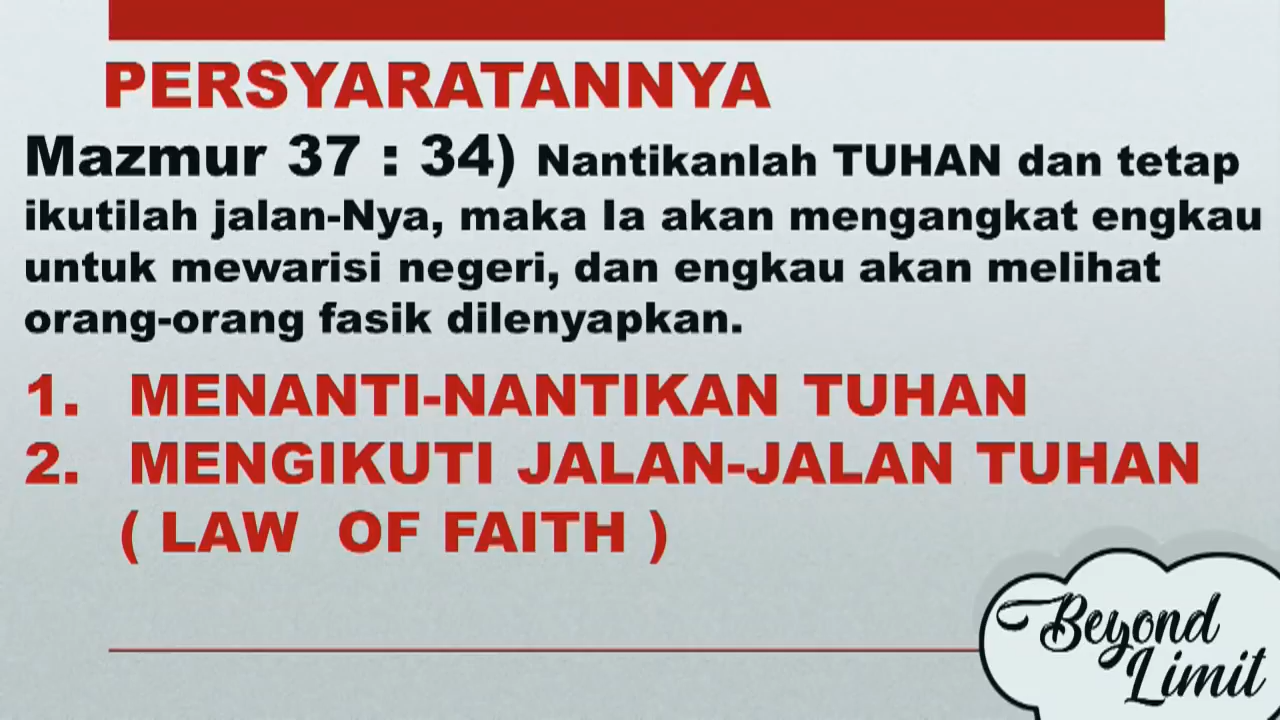 PERSYARATANNYA
Mazmur 37 : 34) Nantikanlah TUHAN dan tetap
ikutilah jalan-Nya, maka Ia akan mengangkat engkau
untuk mewarisi negeri, dan engkau akan melihat
orang-orang fasik dilenyapkan.
1. MENANTI-NANTIKAN TUHAN
2. MENGIKUTI JALAN-JALAN TUHAN
( LAW OF FAITH )
Beyond
Limit